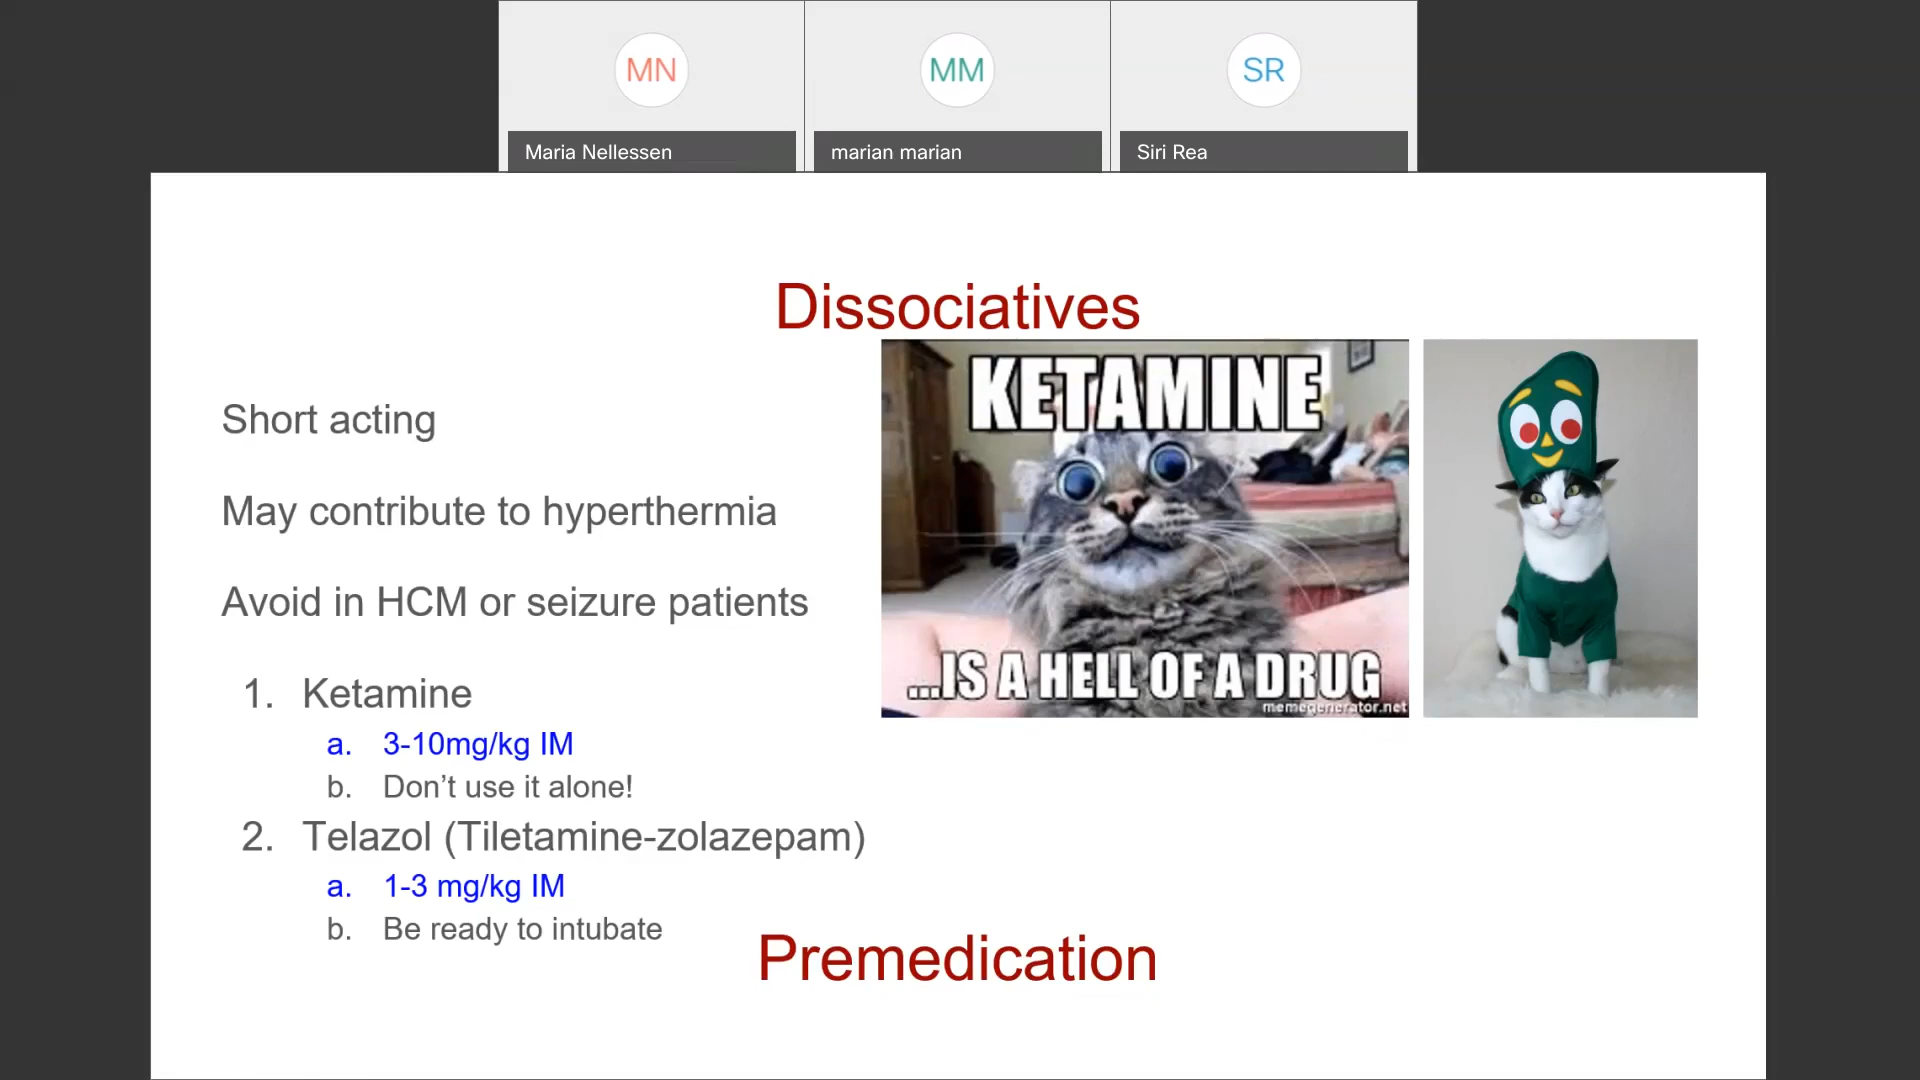 MN
MM
SR
Maria Nellessen
marian marian
Siri Rea
Dissociatives
Short acting
May contribute to hyperthermia
Avoid in HCM or seizure patients
1. Ketamine
a. 3-10mg/kg IM
b. Don’t use it alone!
2. Telazol (Tiletamine-zolazepam)
a. 1-3 mg/kg IM
b. Be ready to intubate
KETAMINE
...IS A HELL OF A DRUG
memegenerator.net
Premedication